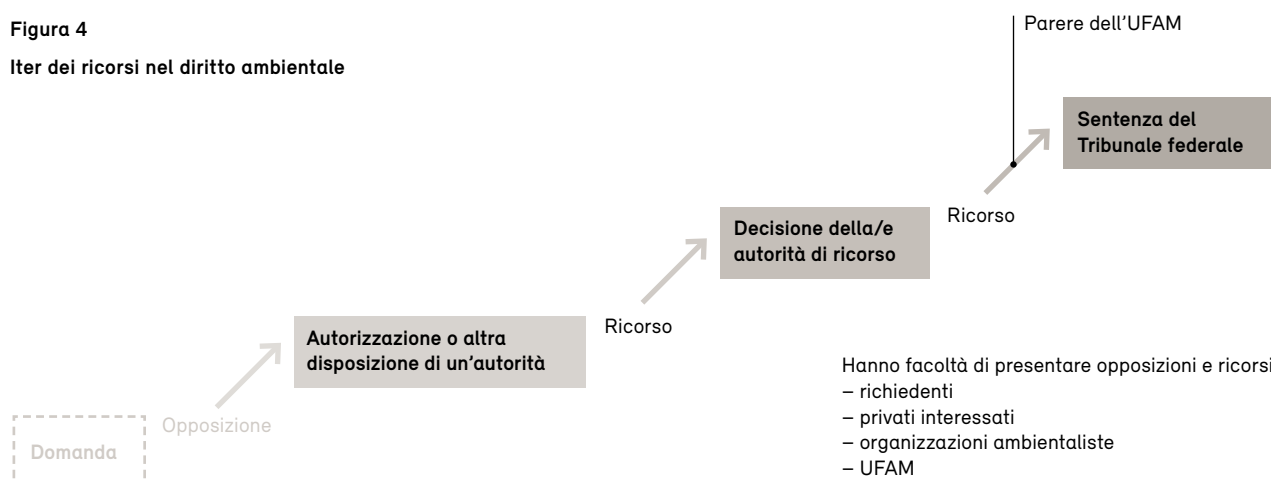 Figura 4
Iter dei ricorsi nel diritto ambientale
Parere dell'UFAM
Sentenza del
Tribunale federale
Ricorso
Decisione della/e
autorità di ricorso
Ricorso
Autorizzazione o altra
disposizione di un'autorità
Opposizione
Domanda
Hanno facoltà di presentare opposizioni e ricorsi
– richiedenti
– privati interessati
– organizzazioni ambientaliste
– UFAM